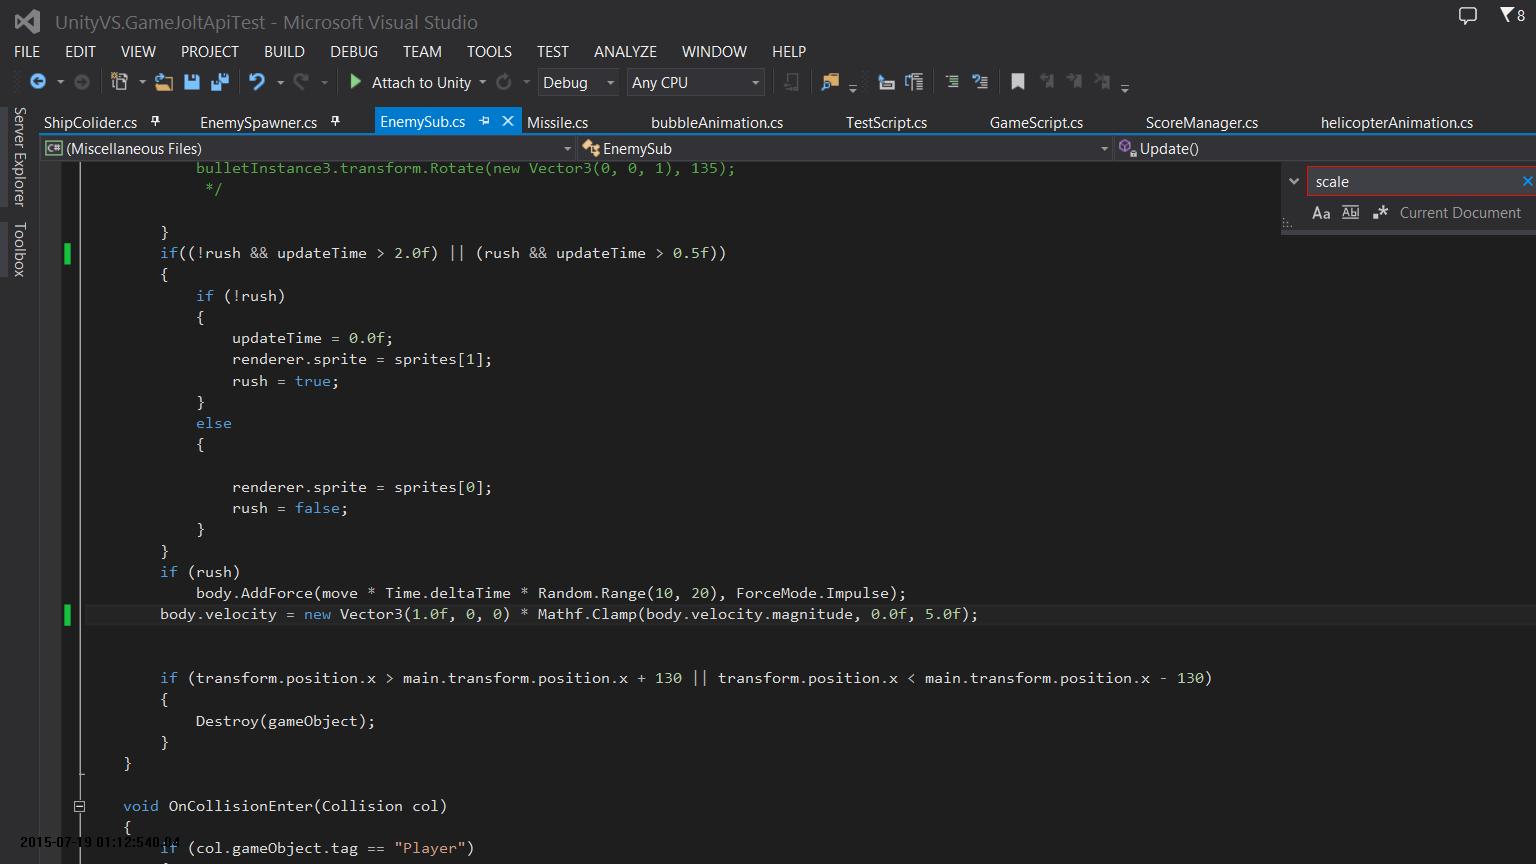 UnityVS.GameJoltApiTest - Microsoft Visual Studio
8
FILE EDIT VIEW PROJECT BUILD DEBUG TEAM TOOLS TEST ANALYZE WINDOW HELP
Attach to Unity Debug Any CPU
Server Explorer
Toolbox
ShipColider.cs EnemySpawner.cs EnemySub.cs Missile.cs bubbleAnimation.cs TestScript.cs GameScript.cs ScoreManager.cs helicopterAnimation.cs
C# (Miscellaneous Files) EnemySub Update()
scale
Aa Abl .* Current Document
bulletInstance3.transform.Rotate(new Vector3(0, 0, 1), 135);
*/
}
if((!rush && updateTime > 2.0f) || (rush && updateTime > 0.5f))
{
if (!rush)
{
updateTime = 0.0f;
renderer.sprite = sprites[1];
rush = true;
}
else
{
renderer.sprite = sprites[0];
rush = false;
}
}
if (rush)
body.AddForce(move * Time.deltaTime * Random.Range(10, 20), ForceMode.Impulse);
body.velocity = new Vector3(1.0f, 0, 0) * Mathf.Clamp(body.velocity.magnitude, 0.0f, 5.0f);
if (transform.position.x > main.transform.position.x + 130 || transform.position.x < main.transform.position.x - 130)
{
Destroy(gameObject);
}
}
void OnCollisionEnter(Collision col)
{
2015-07-19 01:12:540.04
if (col.gameObject.tag == "Player")